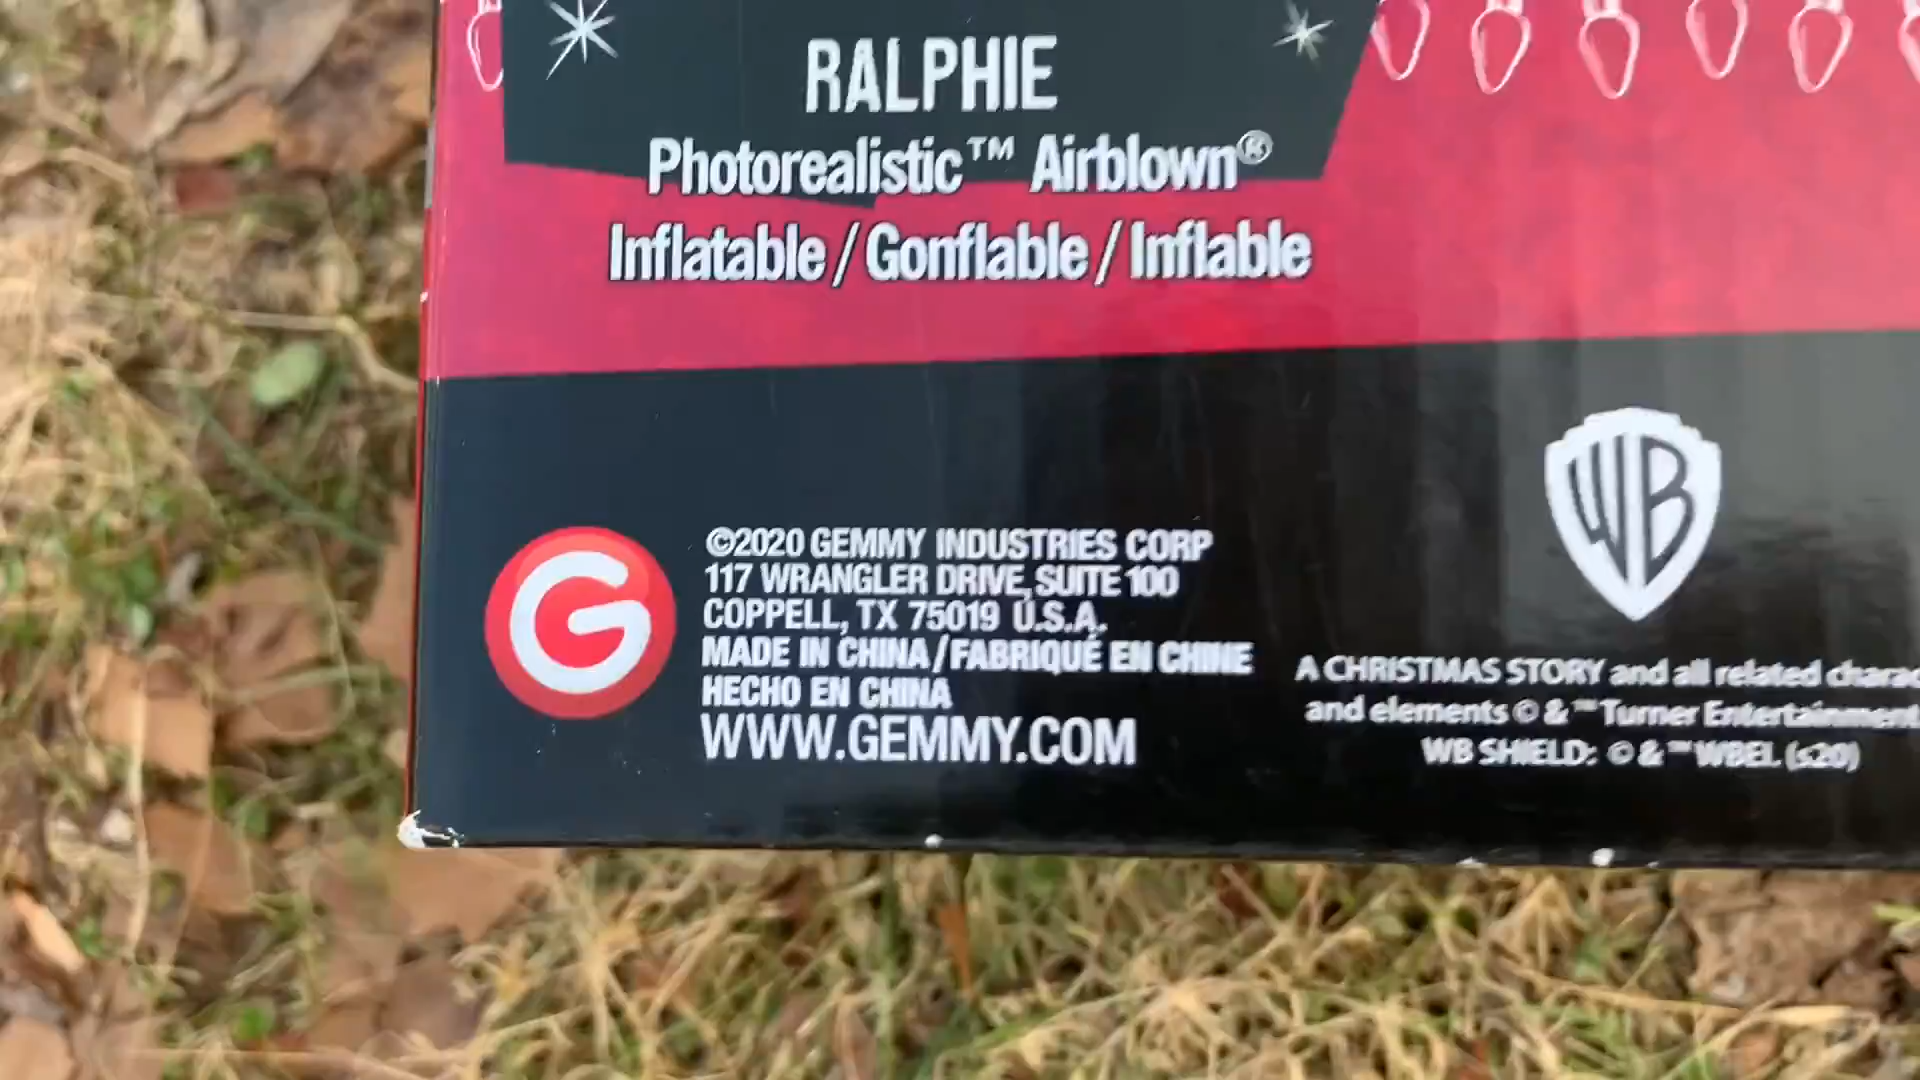 RALPHIE
Photorealistic™ Airblown®
Inflatable / Gonflable / Inflable
G
©2020 GEMMY INDUSTRIES CORP
117 WRANGLER DRIVE, SUITE 100
COPPELL, TX 75019 U.S.A.
MADE IN CHINA/FABRIQUÉ EN CHINE
HECHO EN CHINA
WWW.GEMMY.COM
WB
A CHRISTMAS STORY and all related charac
and elements © & ™ Turner Entertainment
WB SHIELD: © & ™ WBEI. (s20)